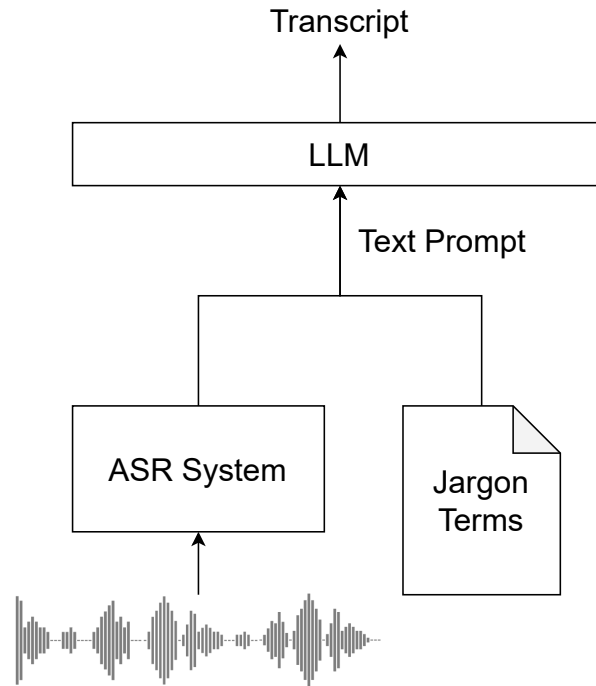 Transcript
LLM
Text Prompt
ASR System
Jargon
Terms